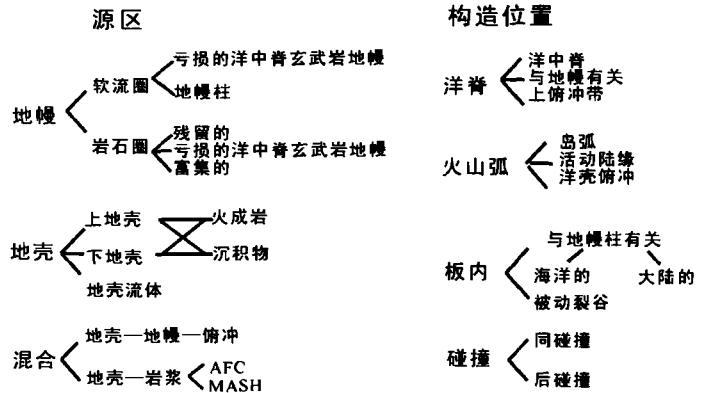 源区
地幔
软流圈
亏损的洋中脊玄武岩地幔
地幔柱
岩石圈
残留的
亏损的洋中脊玄武岩地幔
富集的
地壳
上地壳
火成岩
下地壳
沉积物
地壳流体
混合
地壳—地幔—俯冲
地壳—岩浆
AFC
MASH
构造位置
洋脊
洋中脊
与地幔有关
上俯冲带
火山弧
岛弧
活动陆缘
洋壳俯冲
板内
与地幔柱有关
海洋的
大陆的
被动裂谷
碰撞
同碰撞
后碰撞